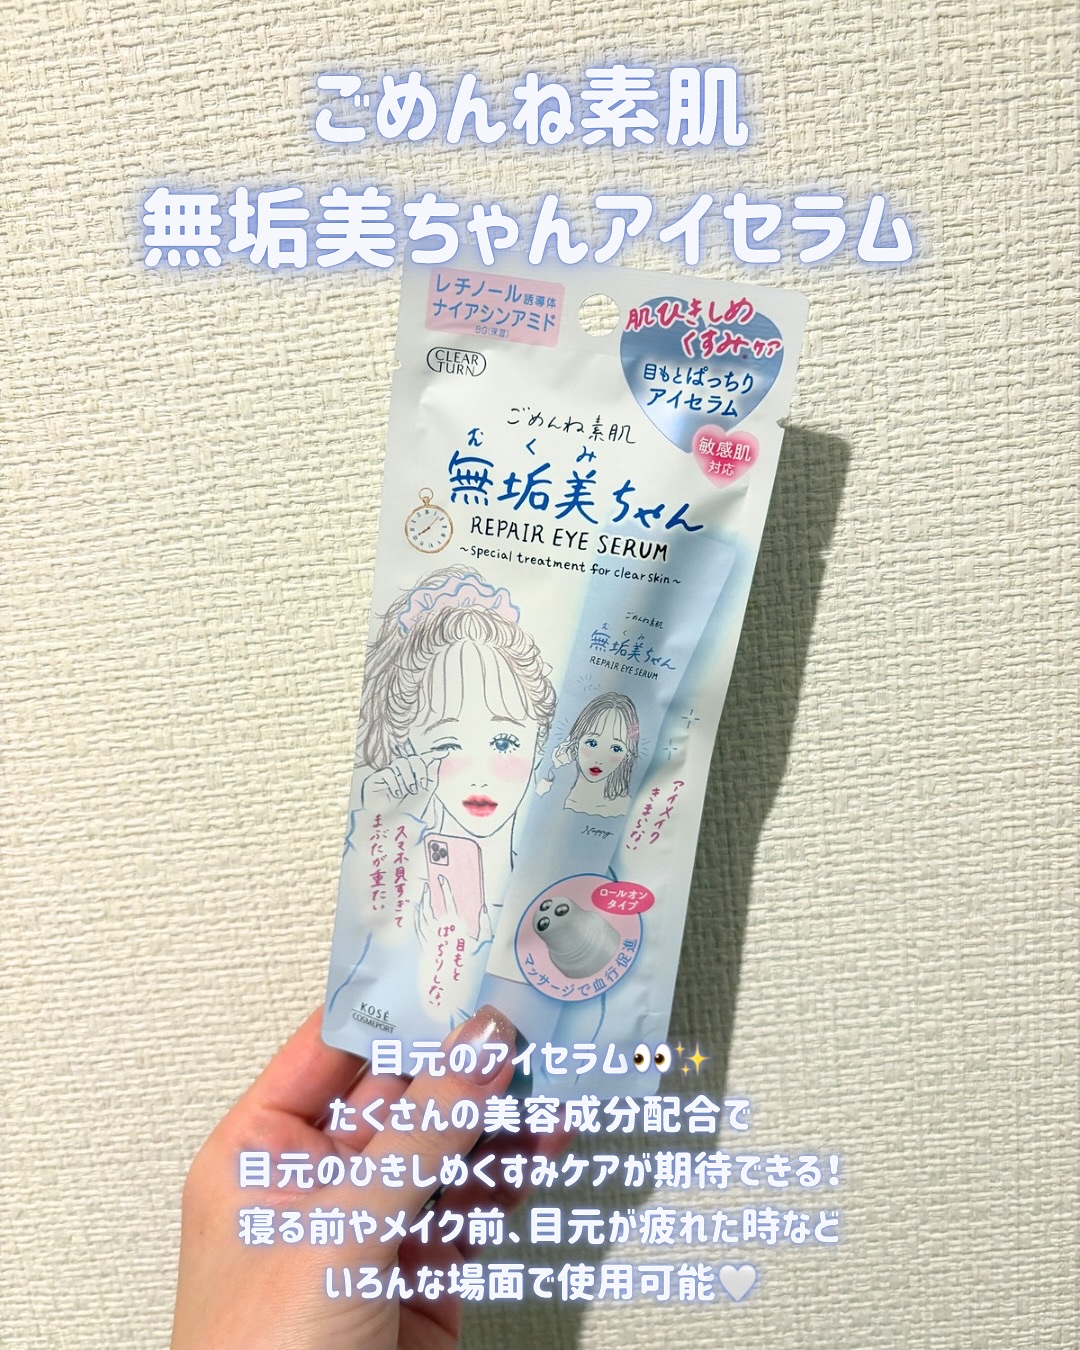 ごめんね素肌
無垢美ちゃんアイセラム
レチノール誘導体
ナイアシンアミド
BG(保湿)
CLEAR
TURN
肌ひきしめ
くすみ*ケア
目もとぱっちり
アイセラム
敏感肌
対応
ごめんね素肌
むくみ
無垢美ちゃん
REPAIR EYE SERUM
~special treatment for clear skin~
ごめんね素肌
むくみ
無垢美ちゃん
REPAIR EYE SERUM
アイメイク
きまらない
スマホ見すぎて
まぶたが重たい
目もと
ぱっちりしない
Happy
ロールオン
タイプ
マッサージで血行促進
KOSÉ
COSMEPORT
目元のアイセラム👀✨
たくさんの美容成分配合で
目元のひきしめくすみケアが期待できる!
寝る前やメイク前、目元が疲れた時など
いろんな場面で使用可能🤍